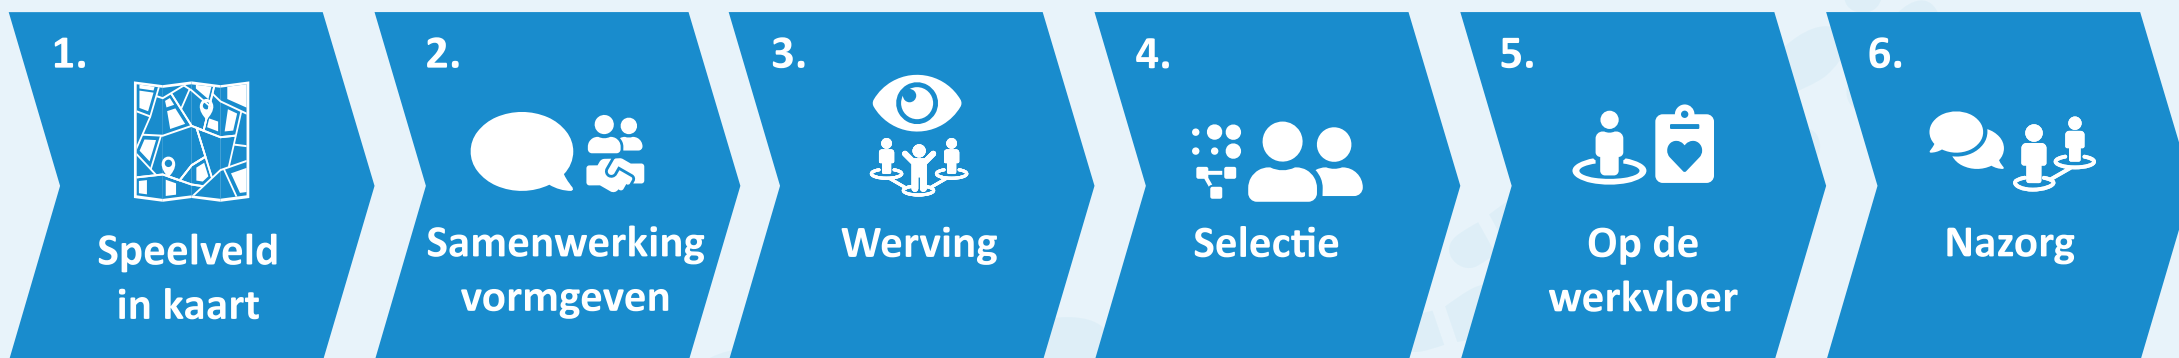 1.
Speelveld
in kaart
2.
Samenwerking
vormgeven
3.
Werving
4.
Selectie
5.
Op de
werkvloer
6.
Nazorg